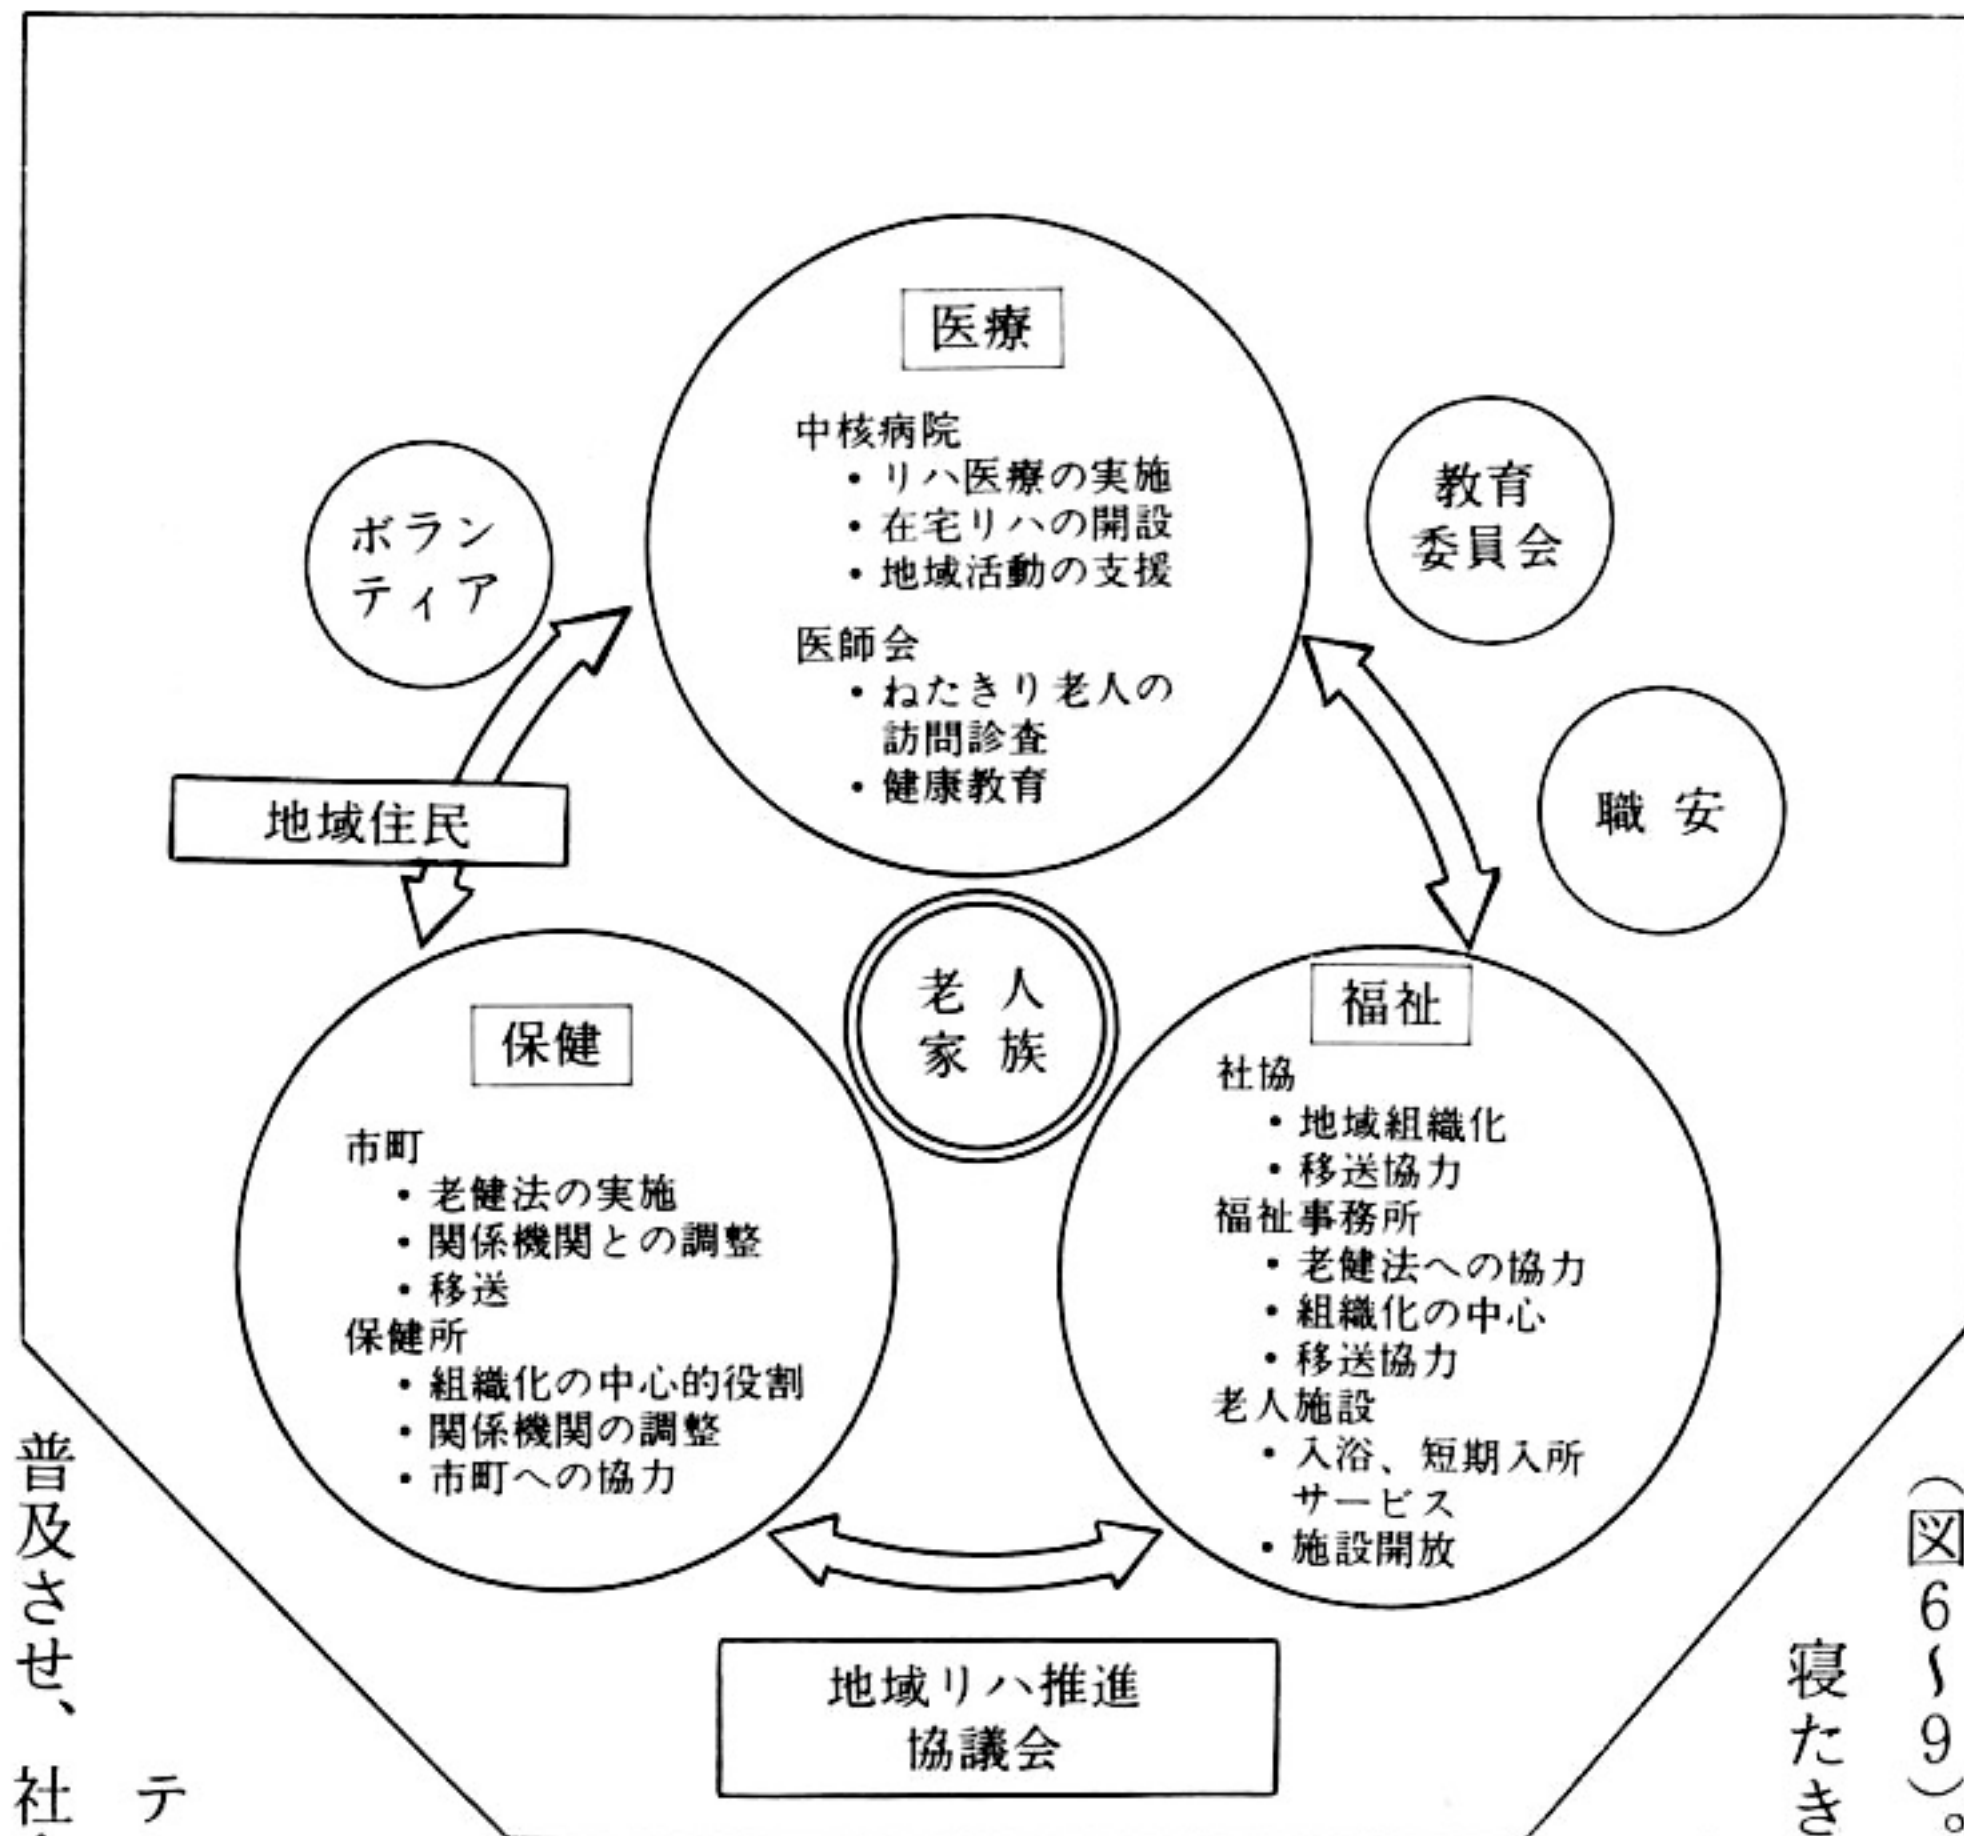 医療
中核病院
・リハ医療の実施
・在宅リハの開設
・地域活動の支援
医師会
・ねたきり老人の
訪問診査
・健康教育
ボラン
ティア
教育
委員会
職安
地域住民
老人
家族
保健
市町
・老健法の実施
・関係機関との調整
・移送
保健所
・組織化の中心的役割
・関係機関の調整
・市町への協力
福祉
社協
・地域組織化
・移送協力
福祉事務所
・老健法への協力
・組織化の中心
・移送協力
老人施設
・入浴、短期入所
サービス
・施設開放
地域リハ推進
協議会
（図6〜9）。
寝たき
テ
普及させ、社